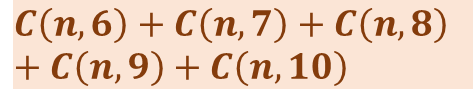 C(n, 6) + C(n, 7) + C(n, 8)
+ C(n, 9) + C(n, 10)